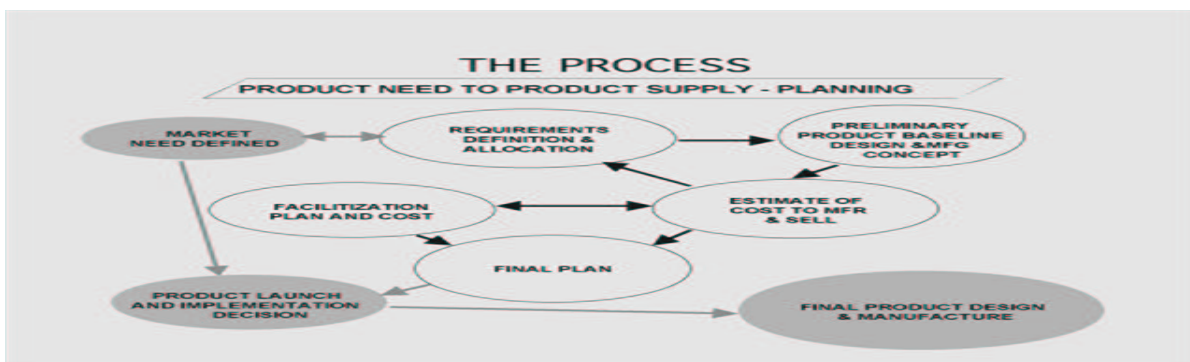 THE PROCESS
PRODUCT NEED TO PRODUCT SUPPLY - PLANNING
MARKET
NEED DEFINED
REQUIREMENTS
DEFINITION &
ALLOCATION
PRELIMINARY
PRODUCT BASELINE
DESIGN &MFG
CONCEPT
FACILITIZATION
PLAN AND COST
ESTIMATE OF
COST TO MFR
& SELL
FINAL PLAN
PRODUCT LAUNCH
AND IMPLEMENTATION
DECISION
FINAL PRODUCT DESIGN
& MANUFACTURE